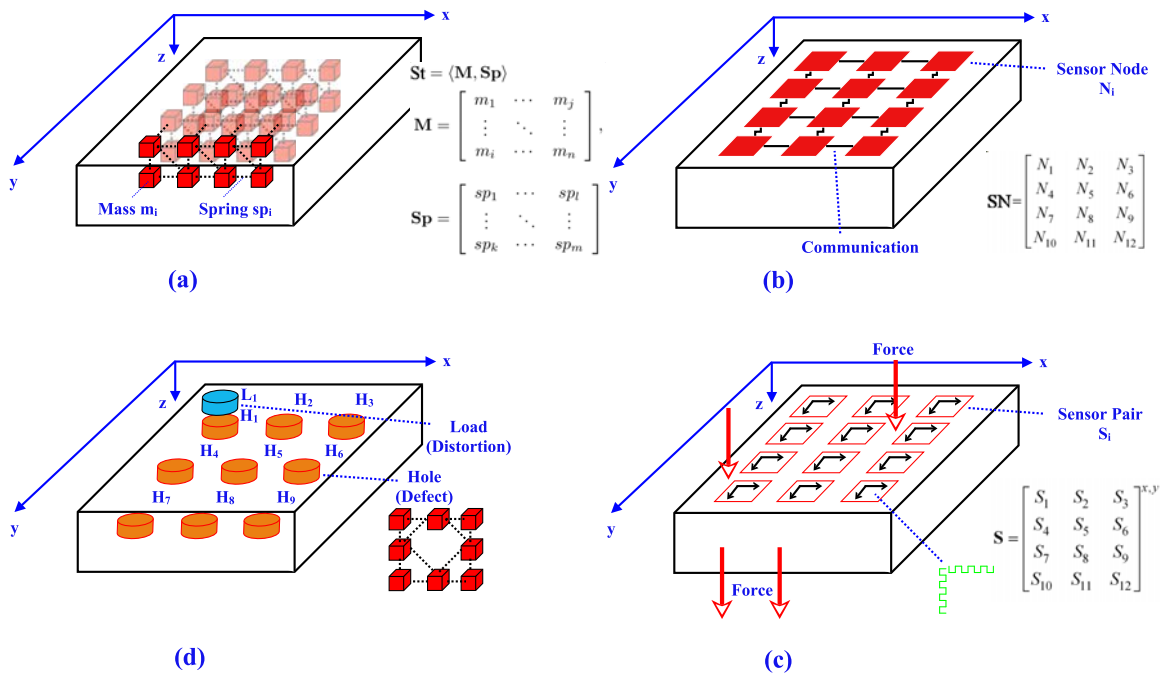 x
z
y
St = ⟨M, Sp⟩
M = [ m1 ⋯ mj
⋮ ⋱ ⋮
mi ⋯ mn ] ,
Sp = [ sp1 ⋯ spl
⋮ ⋱ ⋮
spk ⋯ spm ]
Mass mi
Spring spi
(a)
x
z
y
Sensor Node
Ni
Communication
SN= [ N1 N2 N3
N4 N5 N6
N7 N8 N9
N10 N11 N12 ]
(b)
x
z
y
L1
H1
H2
H3
H4
H5
H6
H7
H8
H9
Load
(Distortion)
Hole
(Defect)
(d)
x
z
y
Force
Sensor Pair
Si
Force
S = [ S1 S2 S3
S4 S5 S6
S7 S8 S9
S10 S11 S12 ] x,y
(c)